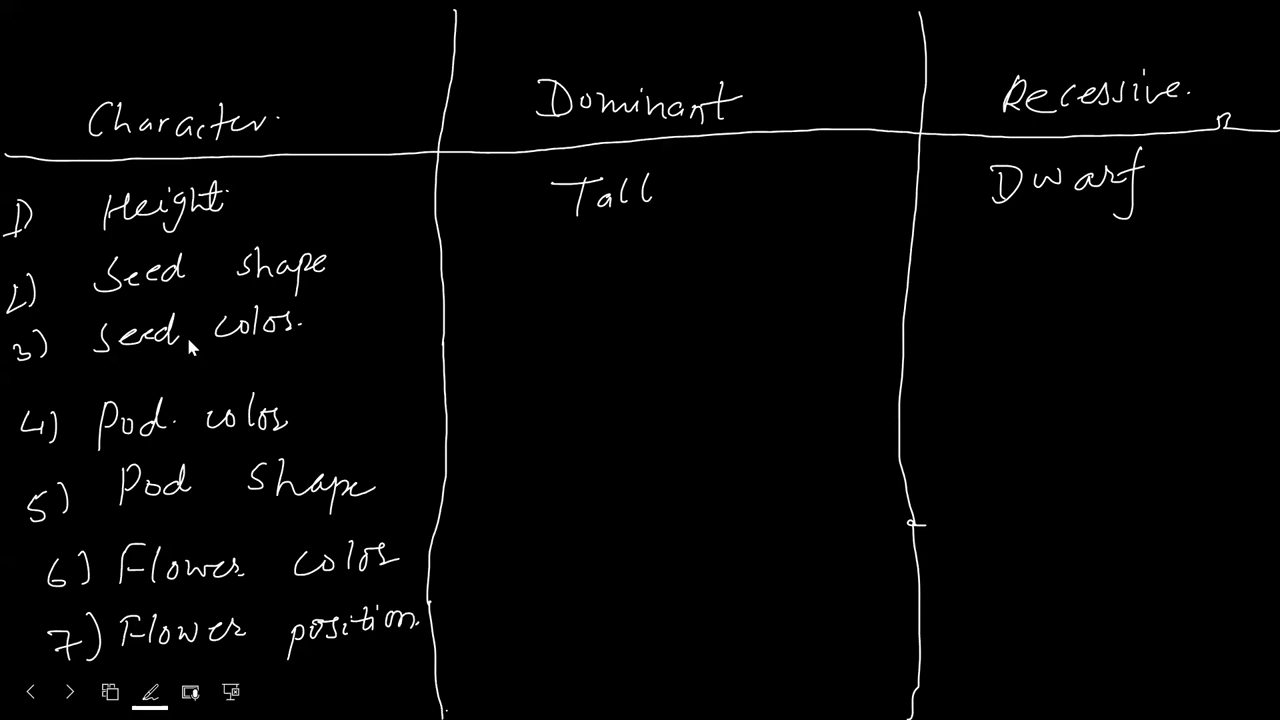 Character. Dominant Recessive.
1) Height Tall Dwarf
2) Seed shape
3) Seed color.
4) Pod. color
5) Pod shape
6) Flower color
7) Flower position.